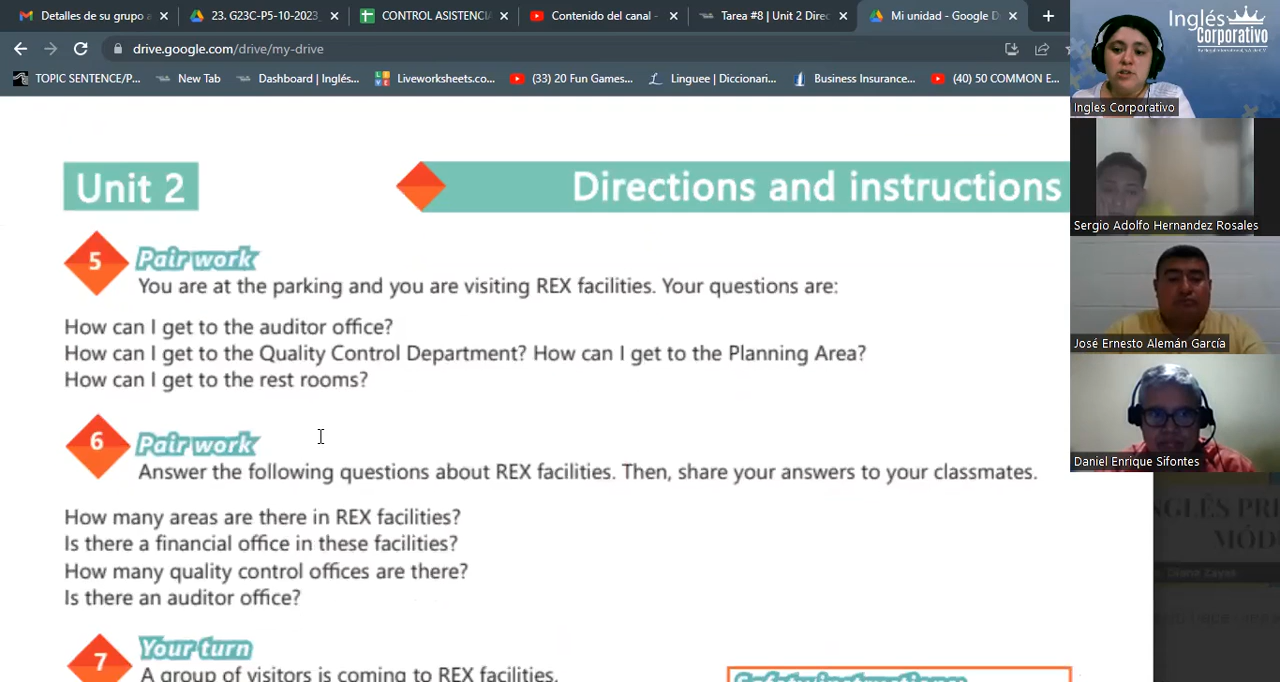 Detalles de su grupo a
23. G23C-P5-10-2023_
CONTROL ASISTENCIA
Contenido del canal -
Tarea #8 | Unit 2 Direc
Mi unidad - Google D
drive.google.com/drive/my-drive
TOPIC SENTENCE/P...
New Tab
Dashboard | Inglés...
Liveworksheets.co...
(33) 20 Fun Games...
Linguee | Diccionari...
Business Insurance...
(40) 50 COMMON E...
Inglés
Corporativo
Ingles Corporativo
Sergio Adolfo Hernandez Rosales
José Ernesto Alemán García
Daniel Enrique Sifontes
Unit 2
Directions and instructions
5
Pair work
You are at the parking and you are visiting REX facilities. Your questions are:
How can I get to the auditor office?
How can I get to the Quality Control Department? How can I get to the Planning Area?
How can I get to the rest rooms?
6
Pair work
Answer the following questions about REX facilities. Then, share your answers to your classmates.
How many areas are there in REX facilities?
Is there a financial office in these facilities?
How many quality control offices are there?
Is there an auditor office?
7
Your turn
A group of visitors is coming to REX facilities.
Safety instructions: